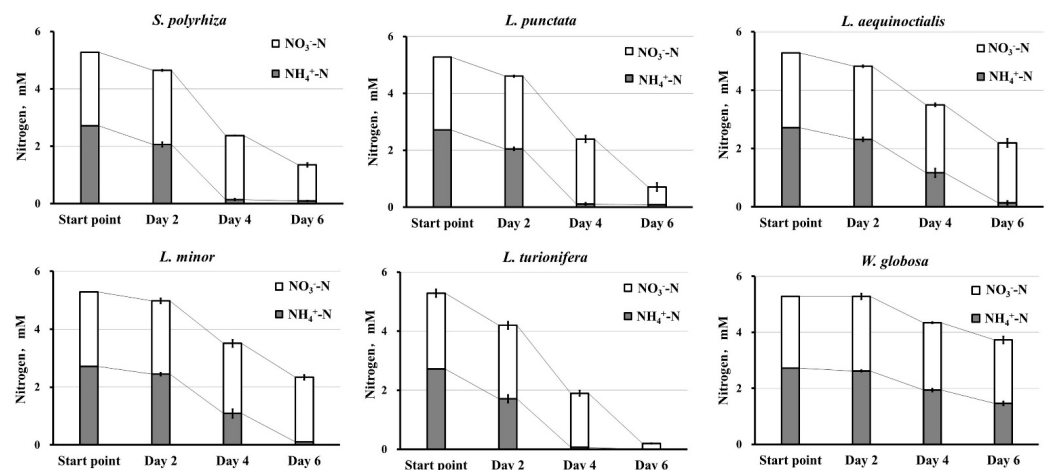 S. polyrhiza
Nitrogen, mM
6
4
2
0
NO₃⁻-N
NH₄⁺-N
Start point Day 2 Day 4 Day 6
L. punctata
Nitrogen, mM
6
4
2
0
NO₃⁻-N
NH₄⁺-N
Start point Day 2 Day 4 Day 6
L. aequinoctialis
Nitrogen, mM
6
4
2
0
NO₃⁻-N
NH₄⁺-N
Start point Day 2 Day 4 Day 6
L. minor
Nitrogen, mM
6
4
2
0
NO₃⁻-N
NH₄⁺-N
Start point Day 2 Day 4 Day 6
L. turionifera
Nitrogen, mM
6
4
2
0
NO₃⁻-N
NH₄⁺-N
Start point Day 2 Day 4 Day 6
W. globosa
Nitrogen, mM
6
4
2
0
NO₃⁻-N
NH₄⁺-N
Start point Day 2 Day 4 Day 6